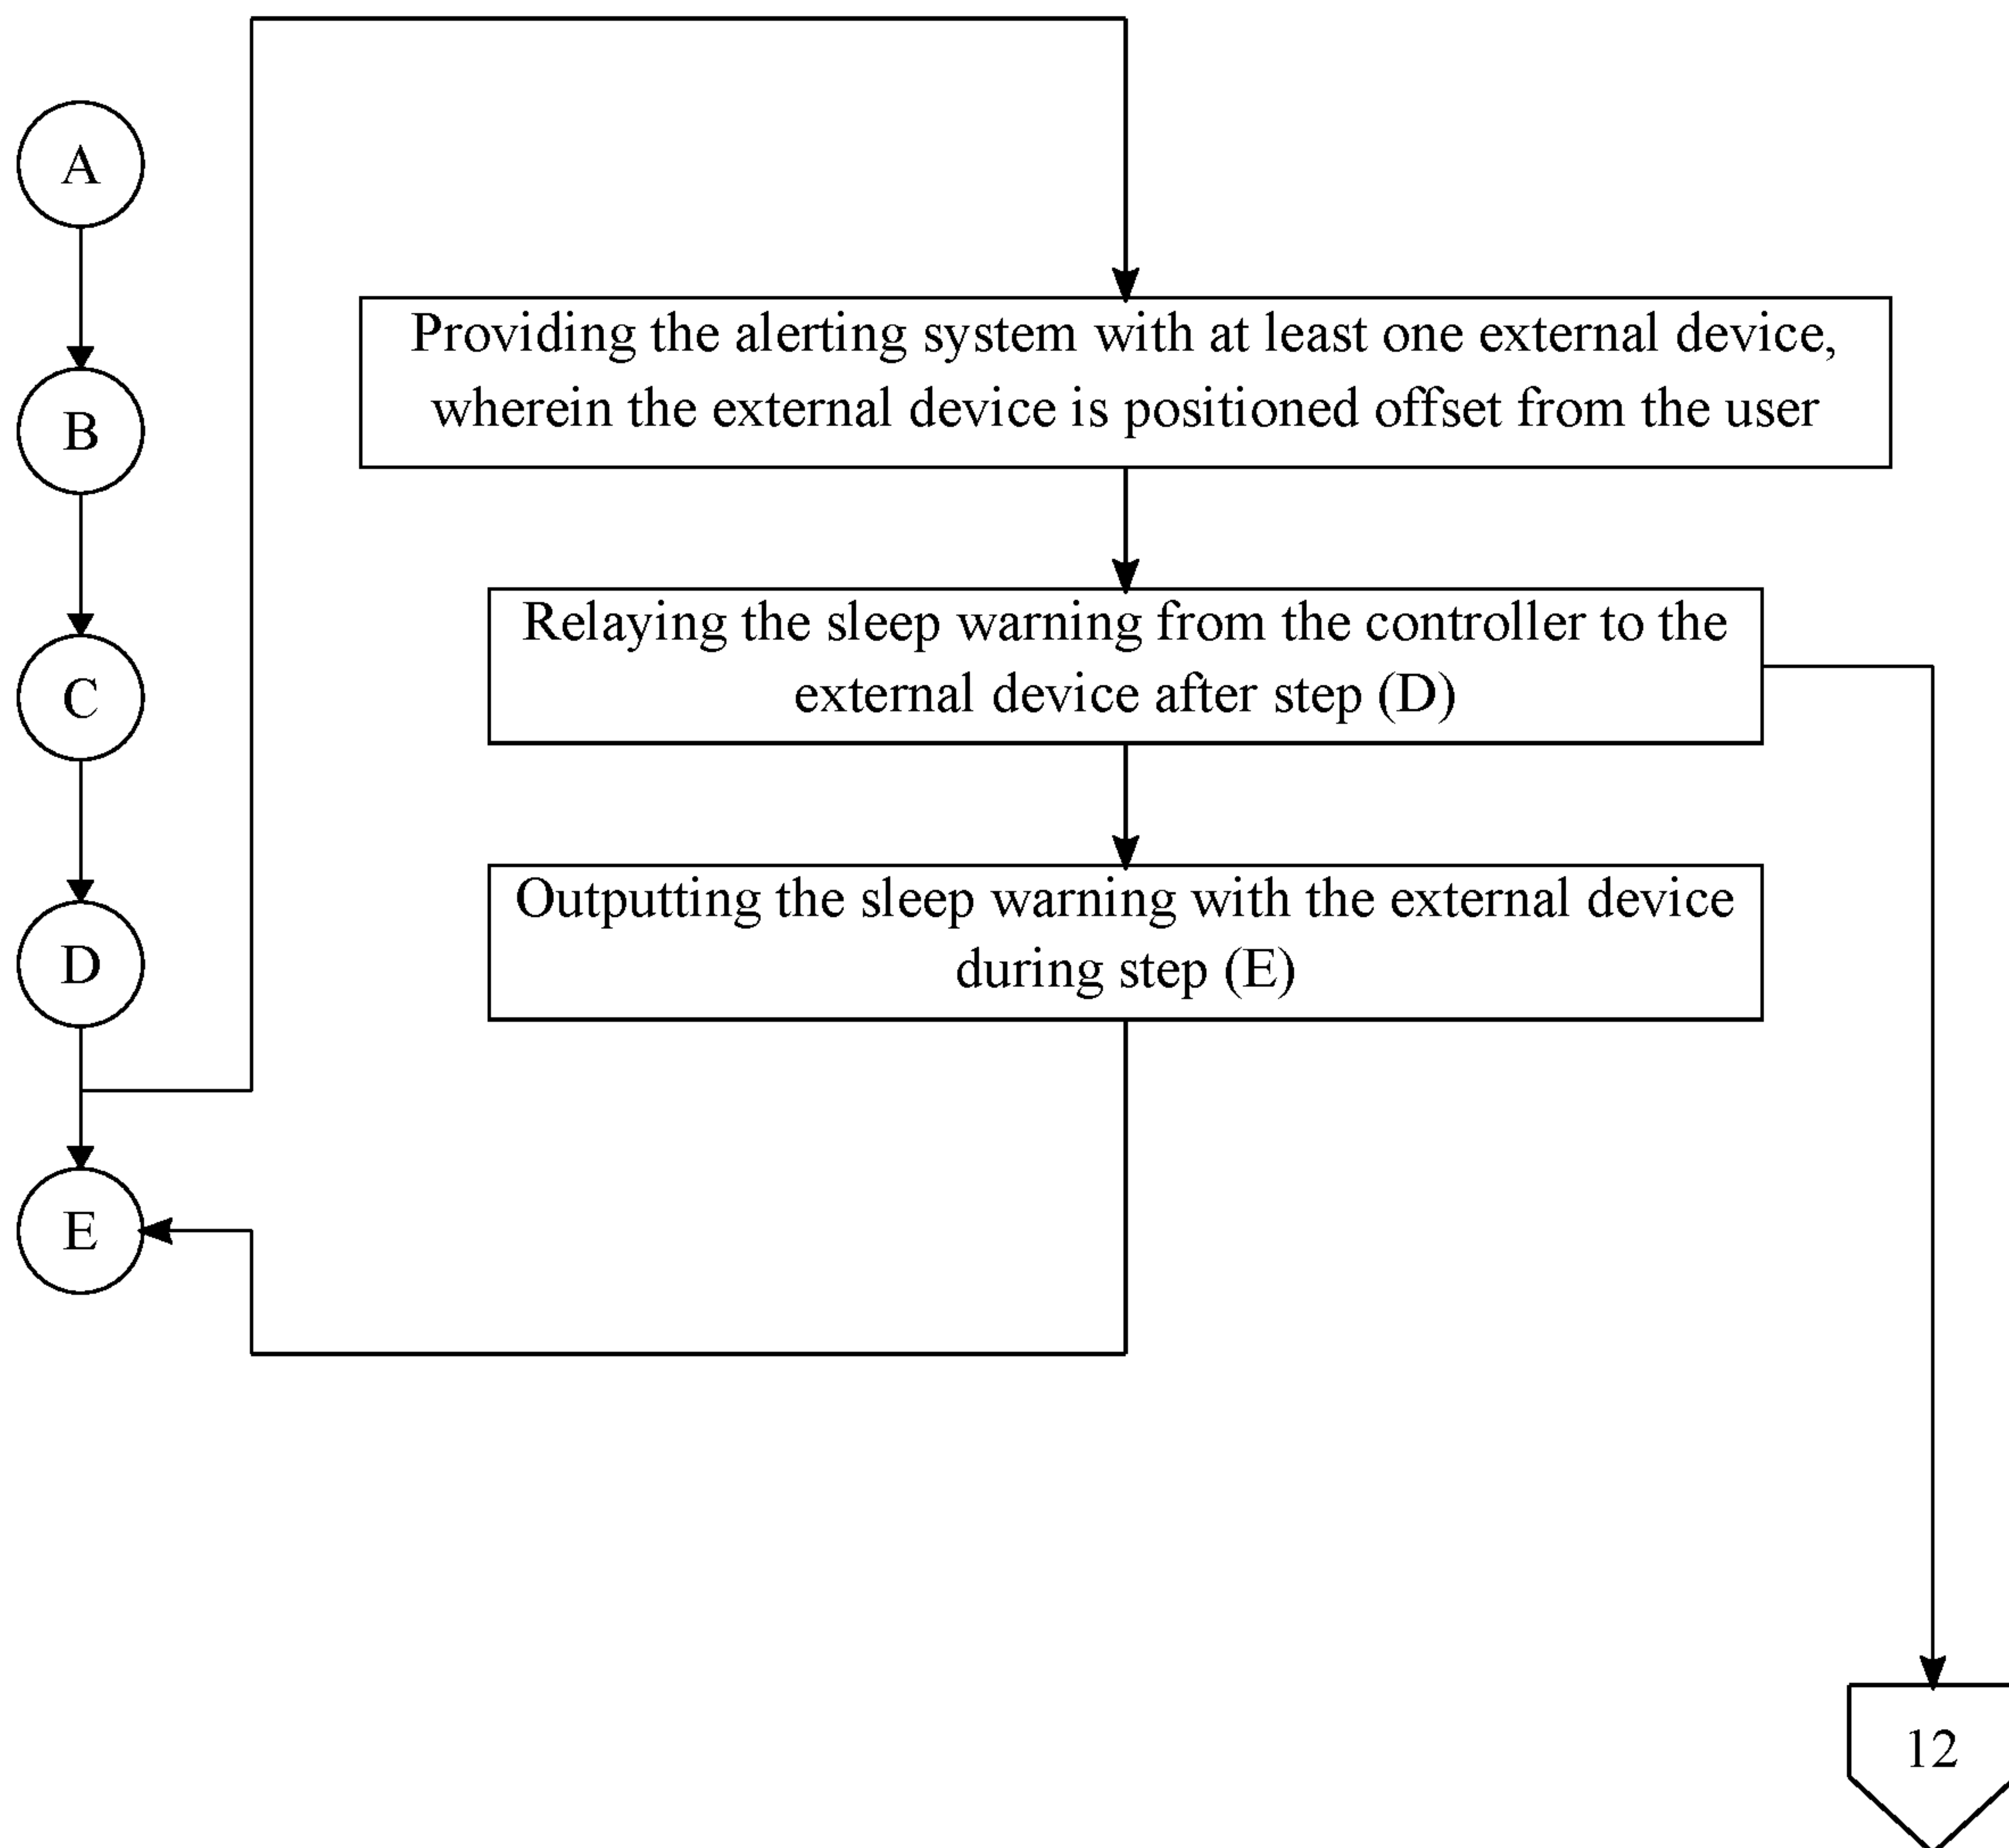 A
B
C
D
E
Providing the alerting system with at least one external device,
wherein the external device is positioned offset from the user
Relaying the sleep warning from the controller to the
external device after step (D)
Outputting the sleep warning with the external device
during step (E)
12